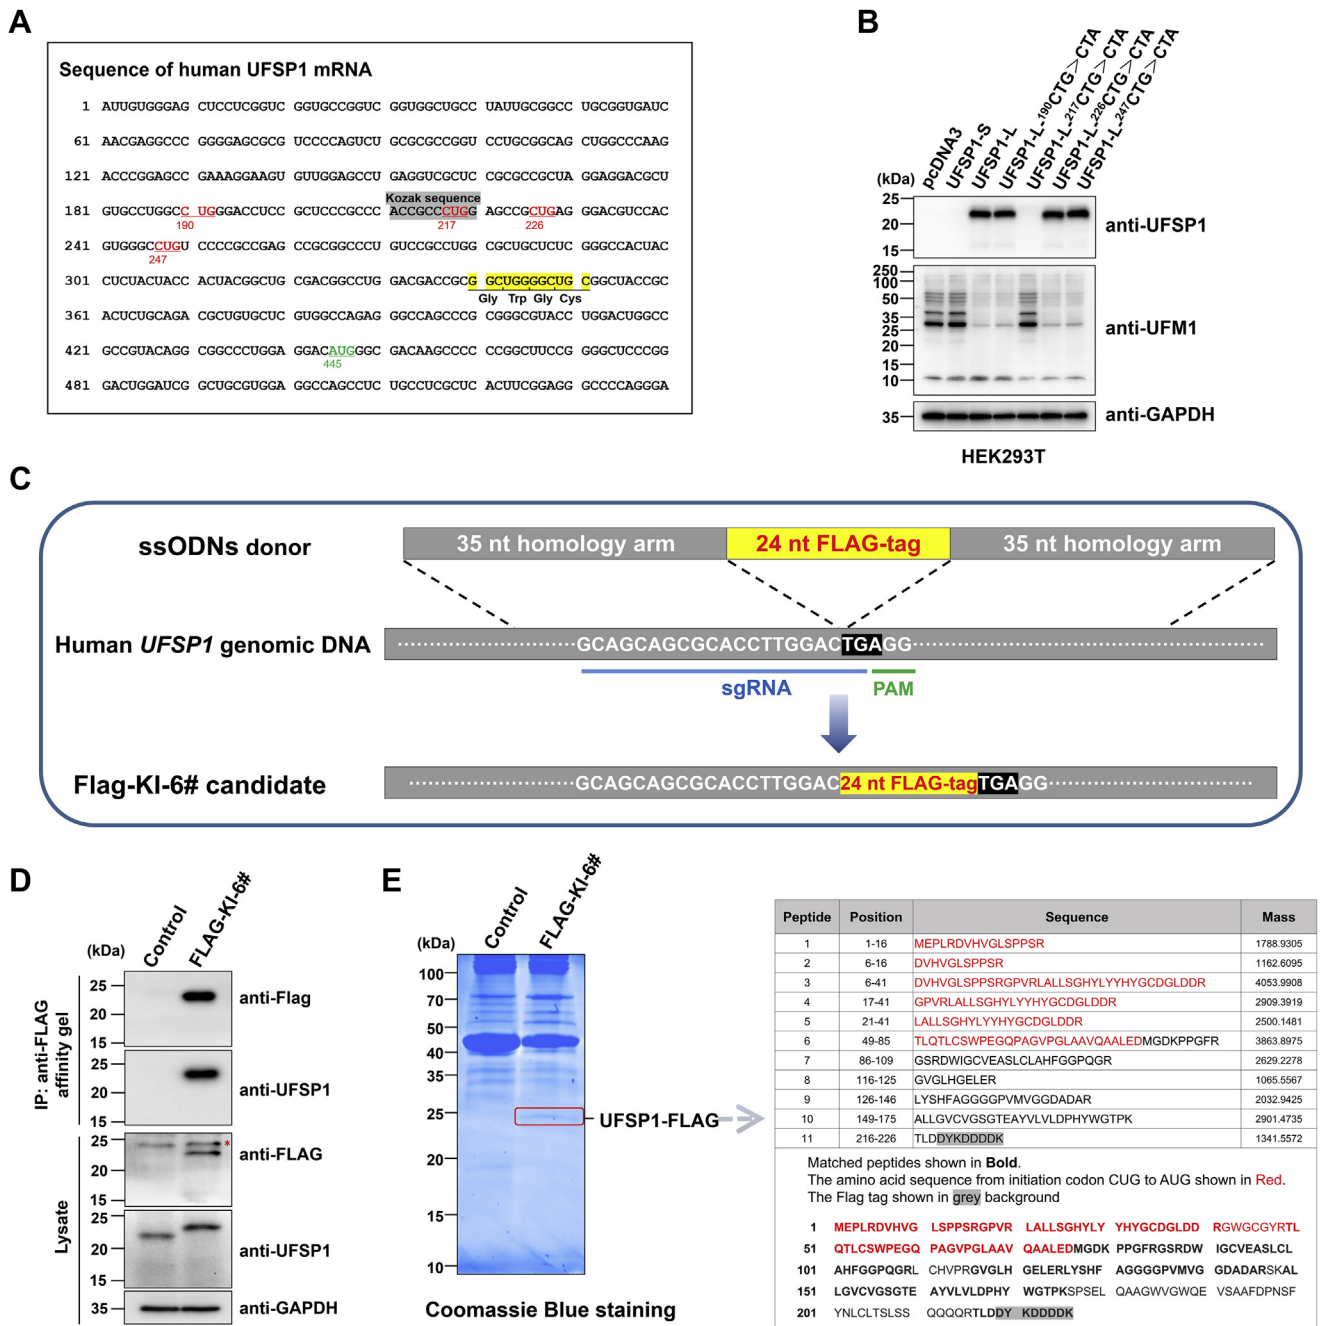 A
Sequence of human UFSP1 mRNA
1 AUUGUGGGAG CUCCUCGGUC GGUGCCGGUC GGUGGCUGCC UAUUGCGGCC UGCGGUGAUC
61 AACGAGGCCC GGGGAGCGCG UCCCCAGUCU GCGCGCCGGU CCUGCGGCAG CUGGCCCAAG
121 ACCCGGAGCC GAAAGGAAGU GUUGGAGCCU GAGGUCGCUC CGCGCCGCUA GGAGGACGCU
Kozak sequence
181 GUGCCUGGCC UGGGACCUCC GCUCCCGCCC ACCGCCCUGG AGCCGCUGAG GGACGUCCAC
190 217 226
241 GUGGGCCUGU CCCCGCCGAG CCGCGGCCCU GUCCGCCUGG CGCUGCUCUC GGGCCACUAC
247
301 CUCUACUACC ACUACGGCUG CGACGGCCUG GACGACCGCG GCUGGGGCUGC CGGCUACCGC
Gly Trp Gly Cys
361 ACUCUGCAGA CGCUGUGCUC GUGGCCAGAG GGCCAGCCCG CGGGCGUACC UGGACUGGCC
421 GCCGUACAGG CGGCCCUGGA GGACAUGGGC GACAAGCCCC CCGGCUUCCG GGGCUCCCGG
445
481 GACUGGAUCG GCUGCGUGGA GGCCAGCCUC UGCCUCGCUC ACUUCGGAGG GCCCCAGGGA
B
pcDNA3
UFSP1-S
UFSP1-L
UFSP1-L-190CTG>CTA
UFSP1-L-217CTG>CTA
UFSP1-L-226CTG>CTA
UFSP1-L-247CTG>CTA
(kDa)
25
20
15
anti-UFSP1
250
100
50
35
25
20
15
10
anti-UFM1
35
anti-GAPDH
HEK293T
C
ssODNs donor
35 nt homology arm 24 nt FLAG-tag 35 nt homology arm
Human UFSP1 genomic DNA
GCAGCAGCGCACCTTGGACTGAGG
sgRNA PAM
Flag-KI-6# candidate
GCAGCAGCGCACCTTGGAC24 nt FLAG-tagTGAGG
D
Control
FLAG-KI-6#
(kDa)
IP: anti-FLAG
affinity gel
25
20
15
anti-Flag
25
20
15
anti-UFSP1
Lysate
25
20
15
*
anti-FLAG
25
20
15
anti-UFSP1
35
anti-GAPDH
E
Control
FLAG-KI-6#
(kDa)
100
70
50
40
35
25
20
15
10
UFSP1-FLAG
Coomassie Blue staining
Peptide Position Sequence Mass
1 1-16 MEPLRDVHVGLSPPSR 1788.9305
2 6-16 DVHVGLSPPSR 1162.6095
3 6-41 DVHVGLSPPSRGPVRLALLSGHYLYYHYGCDGLDDR 4053.9908
4 17-41 GPVRLALLSGHYLYYHYGCDGLDDR 2909.3919
5 21-41 LALLSGHYLYYHYGCDGLDDR 2500.1481
6 49-85 TLQTLCSWPEGQPAGVPGLAAVQAALEDMGDKPPGFR 3863.8975
7 86-109 GSRDWIGCVEASLCLAHFGGPQGR 2629.2278
8 116-125 GVGLHGELER 1065.5567
9 126-146 LYSHFAGGGGPVMVGGDADAR 2032.9425
10 149-175 ALLGVCVGSGTEAYVLVLDPHYWGTPK 2901.4735
11 216-226 TLDDYKDDDDK 1341.5572
Matched peptides shown in Bold.
The amino acid sequence from initiation codon CUG to AUG shown in Red.
The Flag tag shown in grey background
1 MEPLRDVHVG LSPPSRGPVR LALLSGHYLY YHYGCDGLDD RGWGCGYRTL
51 QTLCSWPEGQ PAGVPGLAAV QAALEDMGDK PPGFRGSRDW IGCVEASLCL
101 AHFGGPQGRL CHVPRGVGLH GELERLYSHF AGGGGPVMVG GDADARSKAL
151 LGVCVGSGTE AYVLVLDPHY WGTPKSPSEL QAAGWVGWQE VSAAFDPNSF
201 YNLCLTSLSS QQQQRTLDDY KDDDDK